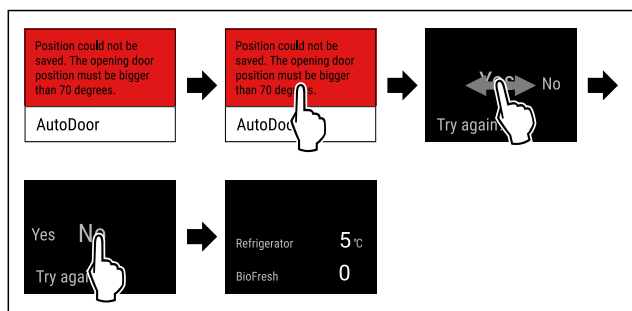 Position could not be
saved. The opening door
position must be bigger
than 70 degrees.
AutoDoor
Position could not be
saved. The opening door
position must be bigger
than 70 degrees.
AutoDoor
Yes No
Try again?
Yes No
Try again
Refrigerator 5 °C
BioFresh 0